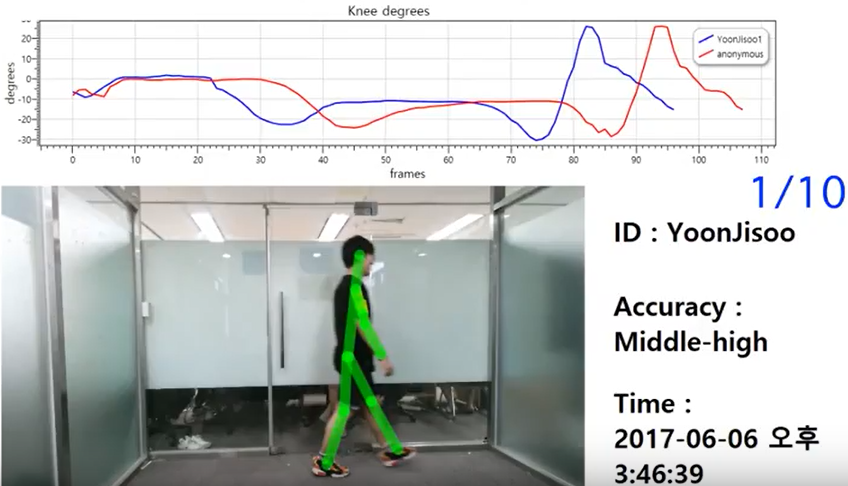 Knee degrees
degrees
20
10
0
-10
-20
-30
YoonJisoo1
anonymous
0 10 20 30 40 50 60 70 80 90 100 110
frames
1/10
ID : YoonJisoo
Accuracy :
Middle-high
Time :
2017-06-06 오후
3:46:39